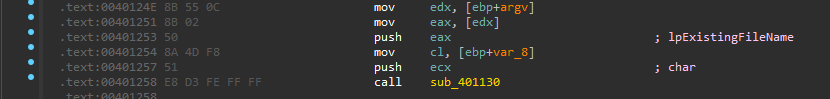 .text:0040124E 8B 55 0C mov edx, [ebp+argv]
.text:00401251 8B 02 mov eax, [edx]
.text:00401253 50 push eax ; lpExistingFileName
.text:00401254 8A 4D F8 mov cl, [ebp+var_8]
.text:00401257 51 push ecx ; char
.text:00401258 E8 D3 FE FF FF call sub_401130
.text:00401258